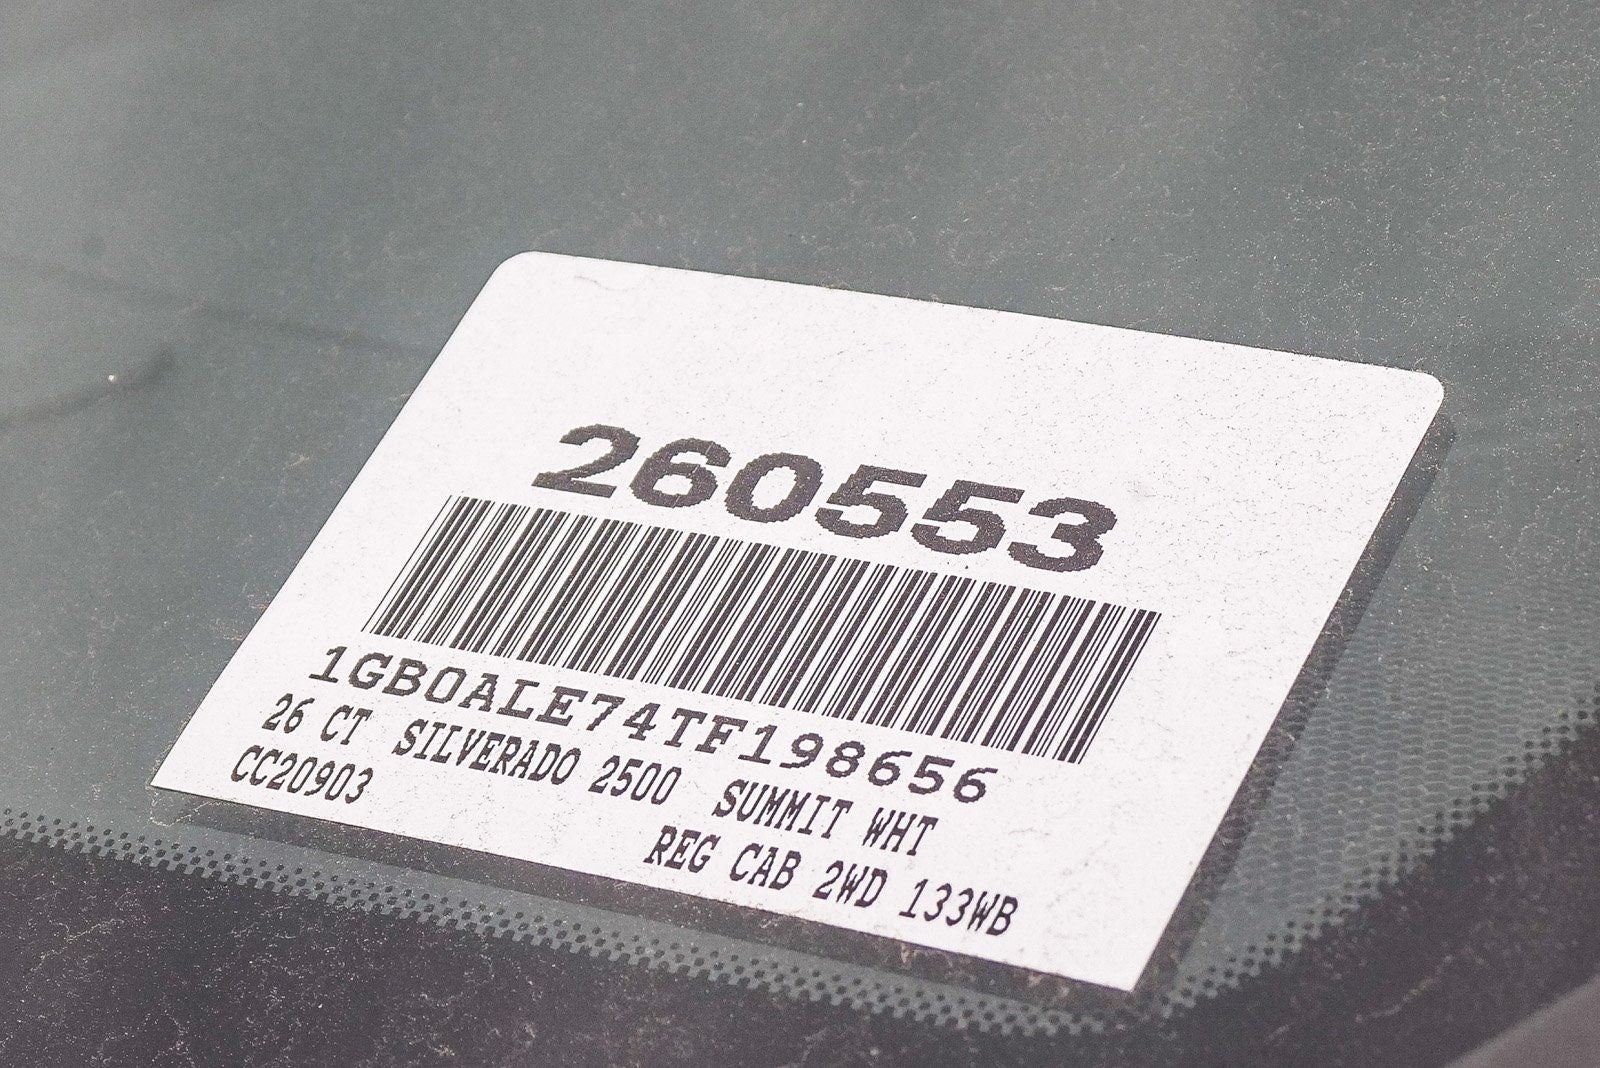 260553
1GB0ALE74TF198656
26 CT SILVERADO 2500 SUMMIT WHT
CC20903 REG CAB 2WD 133WB